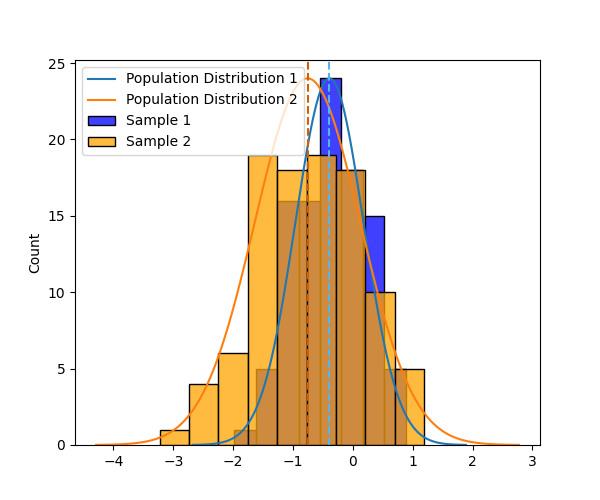 25
20
15
10
5
0
Count
Population Distribution 1
Population Distribution 2
Sample 1
Sample 2
−4 −3 −2 −1 0 1 2 3